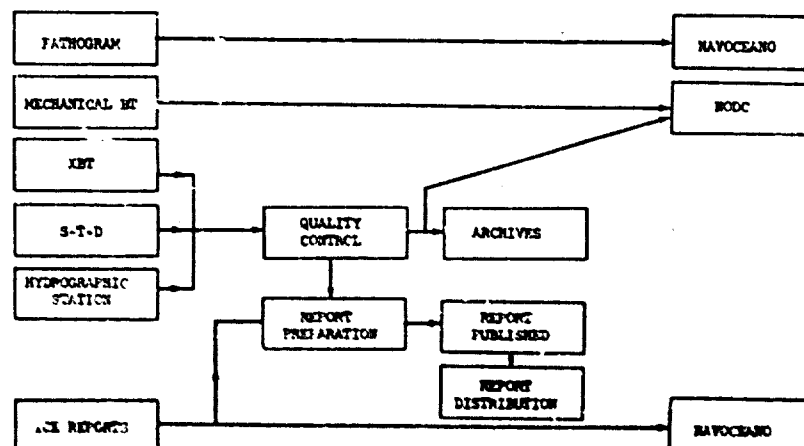 FATHOGRAM
NAVOCEANO
MECHANICAL BT
NODC
XBT
S-T-D
QUALITY
CONTROL
ARCHIVES
HYDROGRAPHIC
STATION
REPORT
PREPARATION
REPORT
PUBLISHED
REPORT
DISTRIBUTION
ICE REPORTS
NAVOCEANO